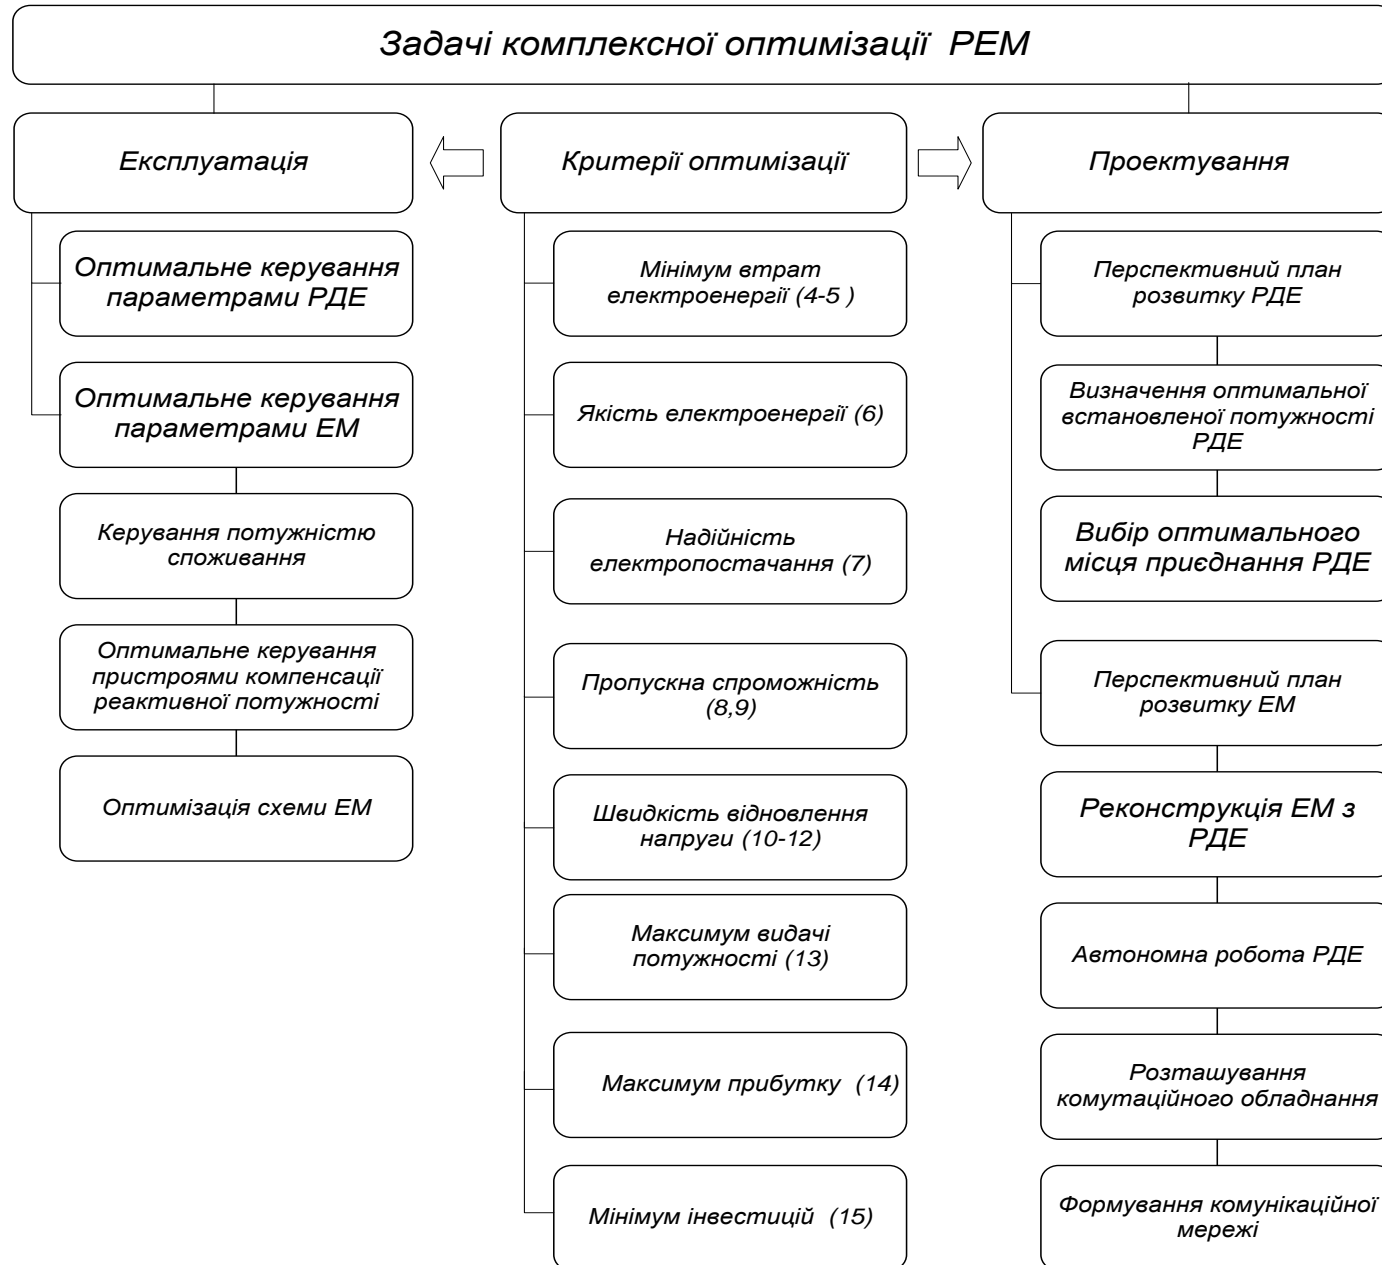 Задачі комплексної оптимізації РЕМ
Експлуатація
Оптимальне керування
параметрами РДЕ
Оптимальне керування
параметрами ЕМ
Керування потужністю
споживання
Оптимальне керування
пристроями компенсації
реактивної потужності
Оптимізація схеми ЕМ
Критерії оптимізації
Мінімум втрат
електроенергії (4-5 )
Якість електроенергії (6)
Надійність
електропостачання (7)
Пропускна спроможність
(8,9)
Швидкість відновлення
напруги (10-12)
Максимум видачі
потужності (13)
Максимум прибутку (14)
Мінімум інвестицій (15)
Проектування
Перспективний план
розвитку РДЕ
Визначення оптимальної
встановленої потужності
РДЕ
Вибір оптимального
місця приєднання РДЕ
Перспективний план
розвитку ЕМ
Реконструкція ЕМ з
РДЕ
Автономна робота РДЕ
Розташування
комутаційного обладнання
Формування комунікаційної
мережі